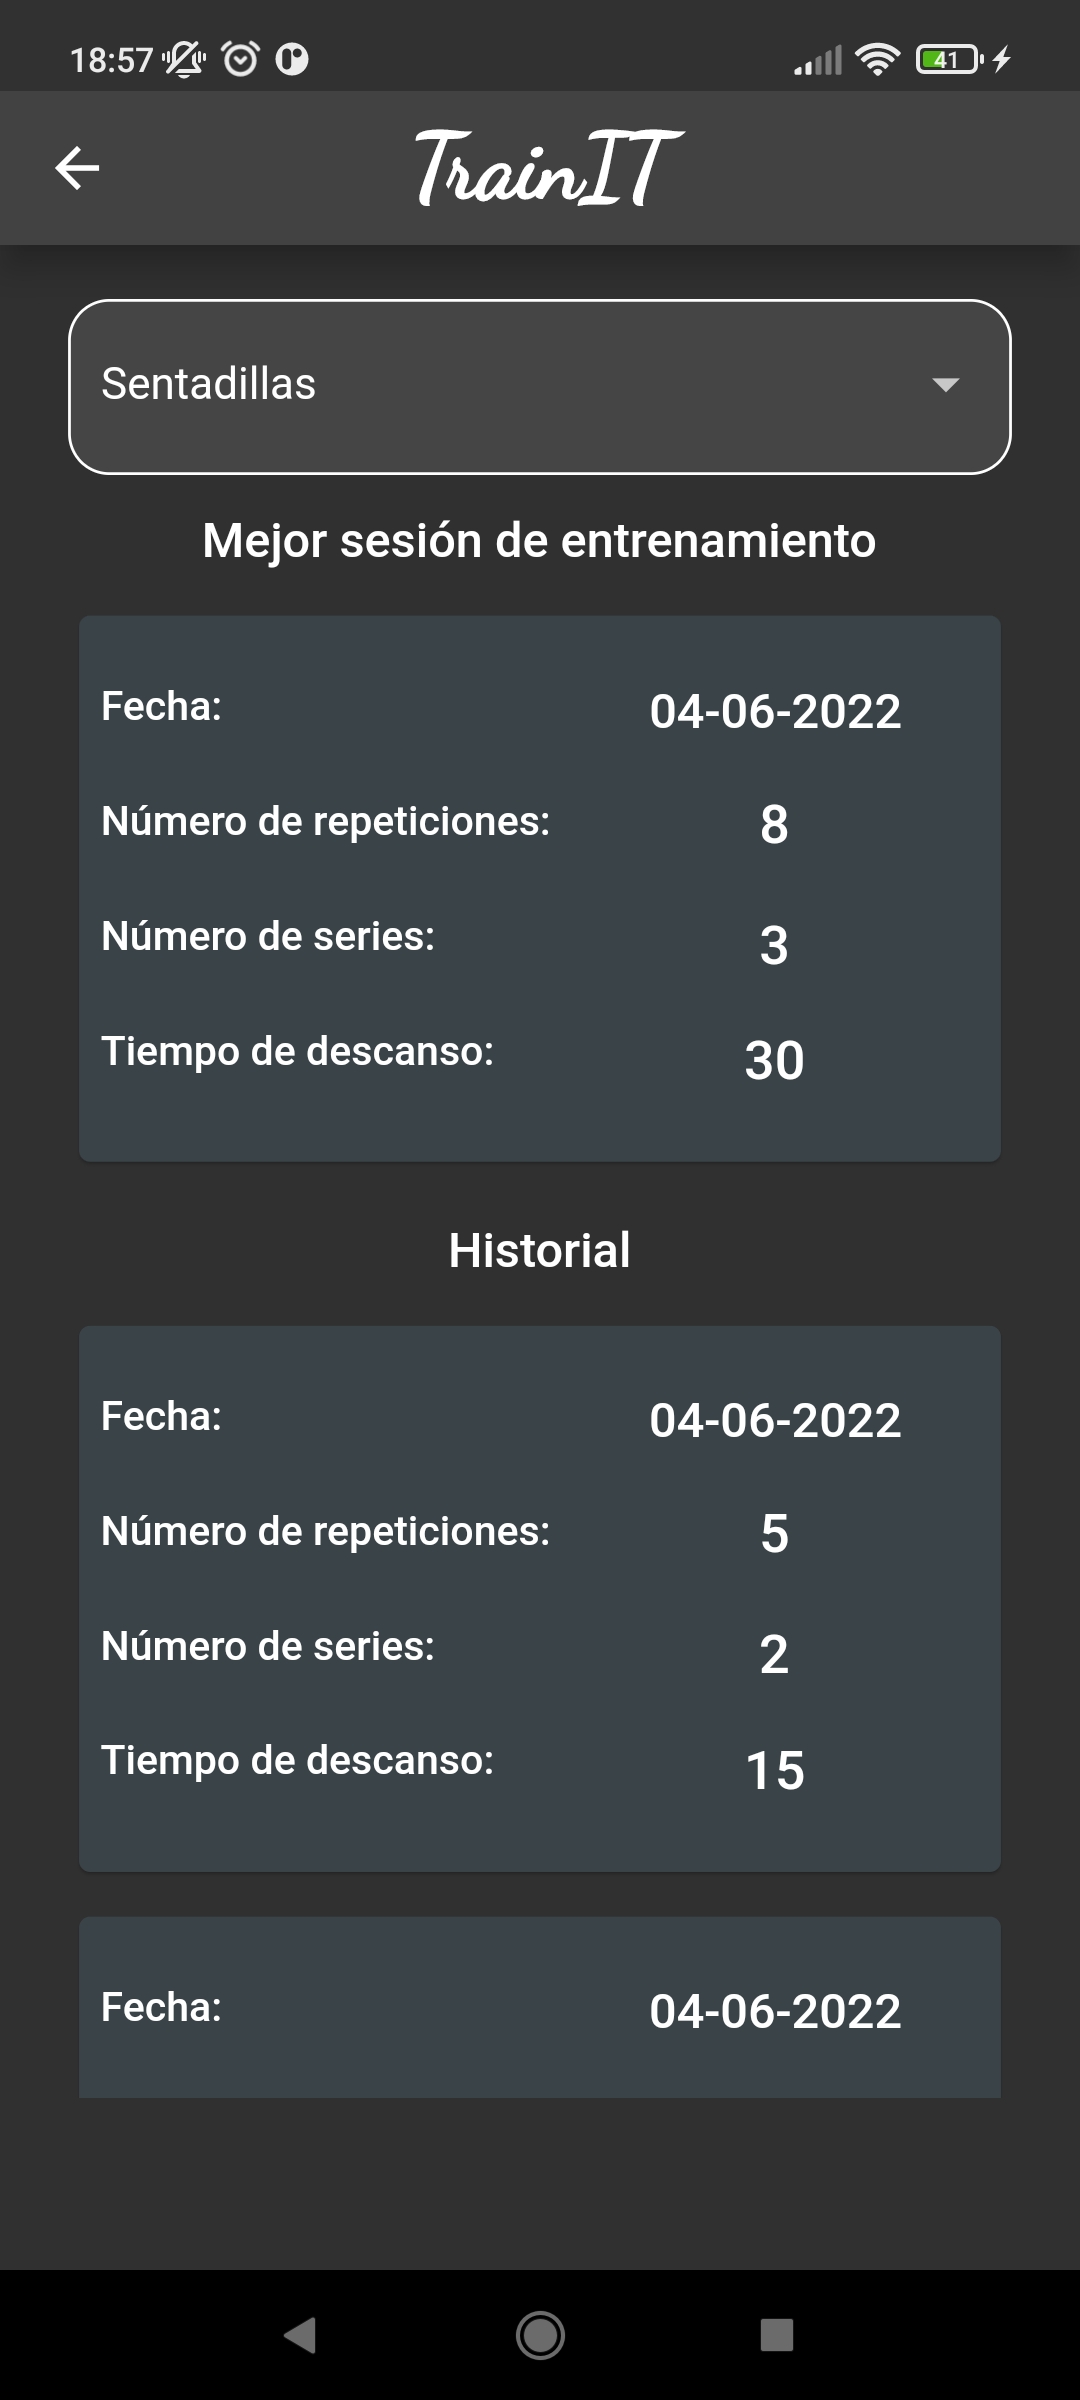 18:57 41
TrainIT
Sentadillas
Mejor sesión de entrenamiento
Fecha: 04-06-2022
Número de repeticiones: 8
Número de series: 3
Tiempo de descanso: 30
Historial
Fecha: 04-06-2022
Número de repeticiones: 5
Número de series: 2
Tiempo de descanso: 15
Fecha: 04-06-2022